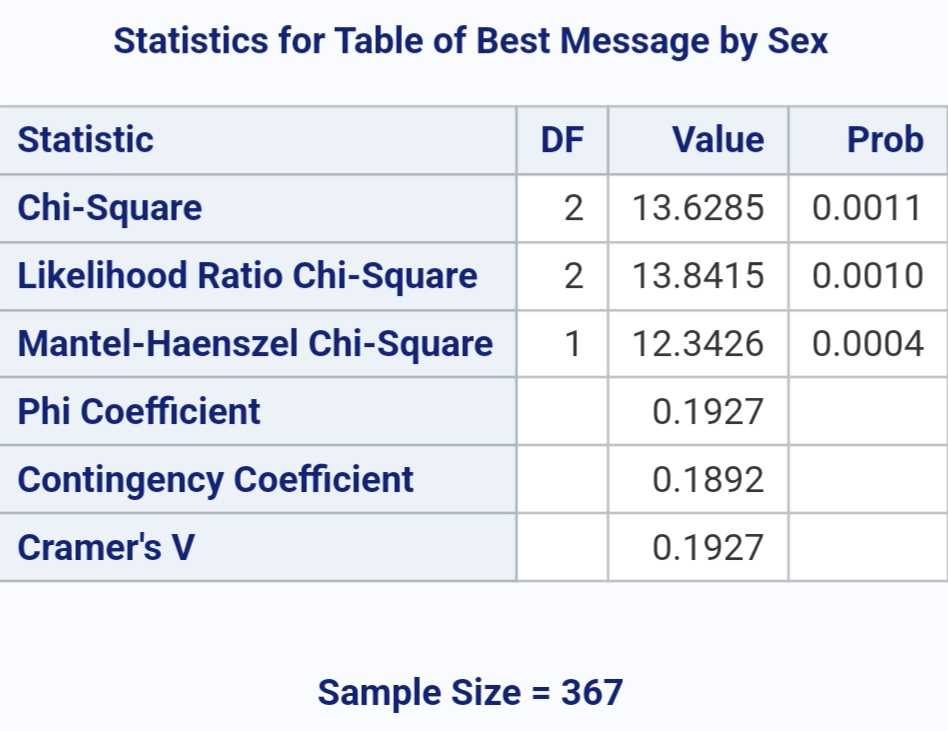 Statistics for Table of Best Message by Sex
Statistic DF Value Prob
Chi-Square 2 13.6285 0.0011
Likelihood Ratio Chi-Square 2 13.8415 0.0010
Mantel-Haenszel Chi-Square 1 12.3426 0.0004
Phi Coefficient 0.1927
Contingency Coefficient 0.1892
Cramer's V 0.1927
Sample Size = 367